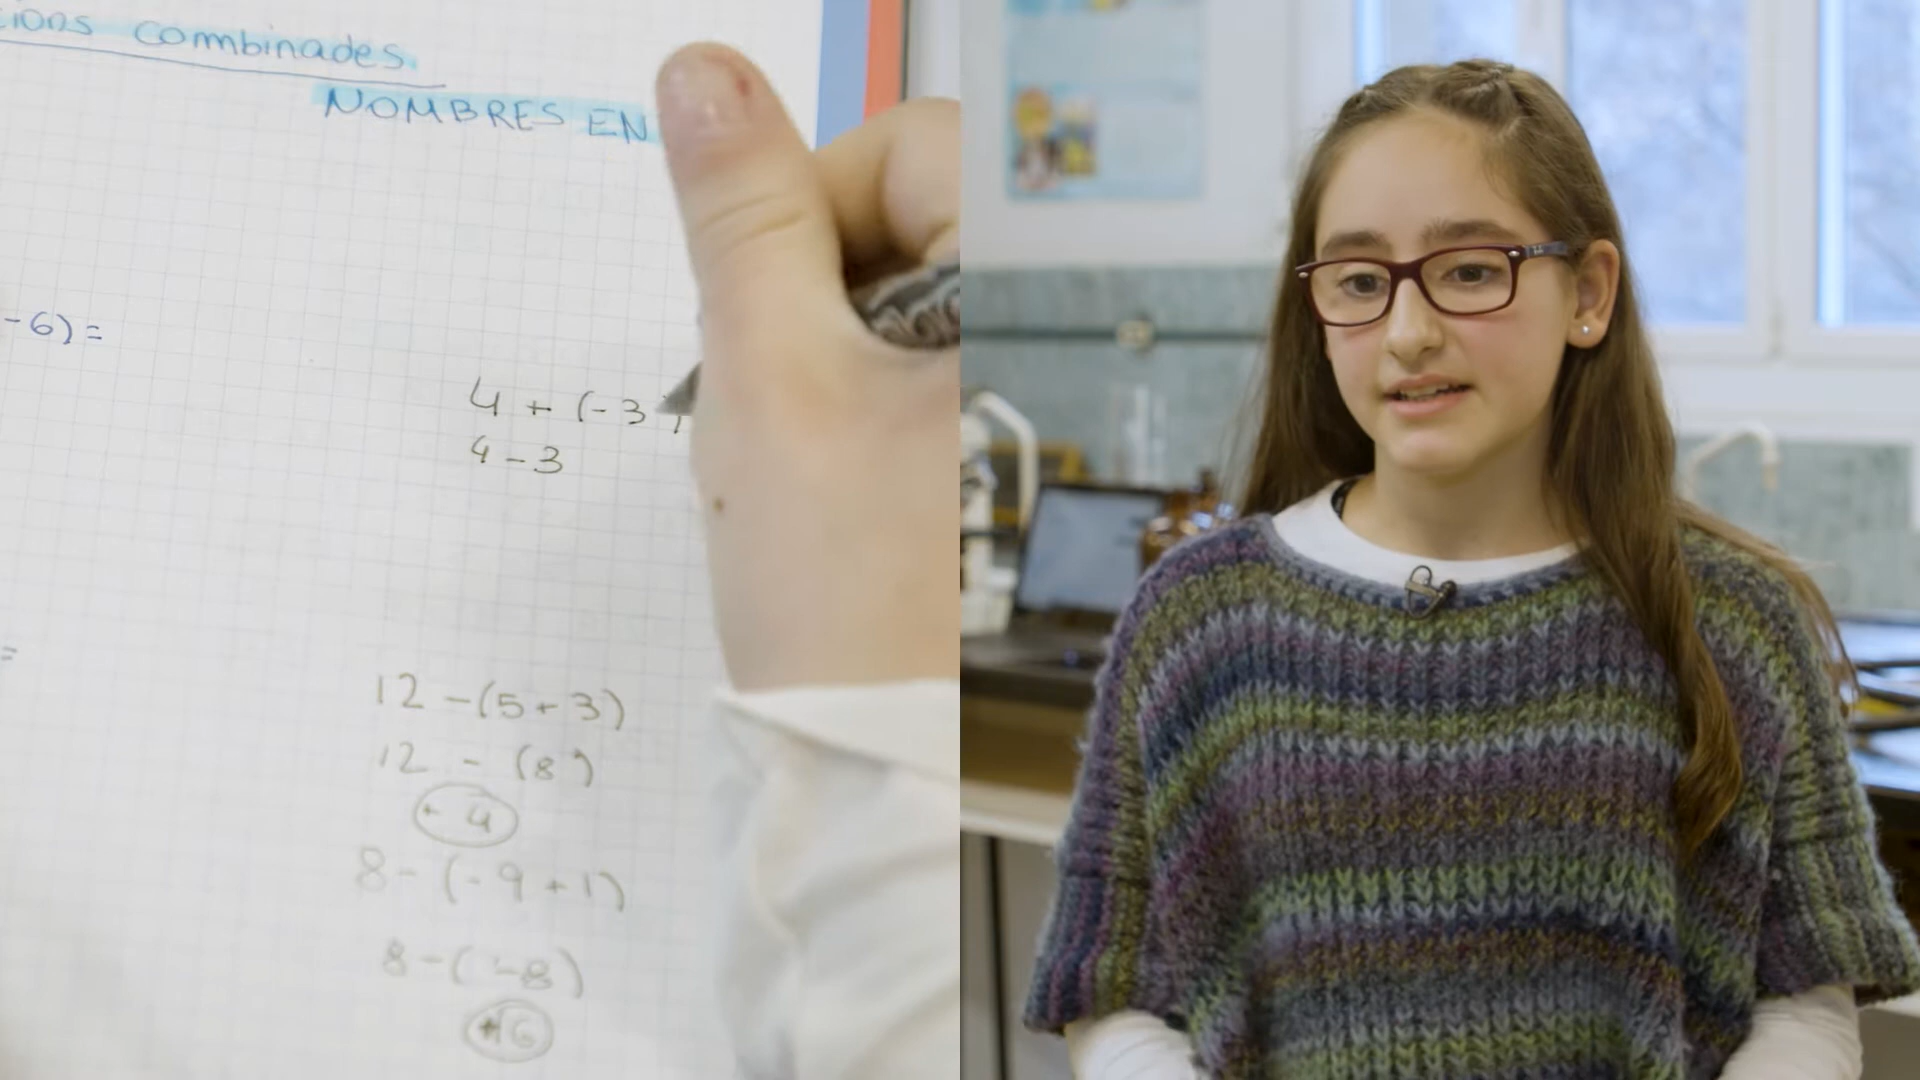 combinades.
NOMBRES EN
-6)=
4 + (-3)
4 - 3
=
12 -(5+3)
12 - (8)
+ 4
8-(-9+1)
8-(-8)
+16